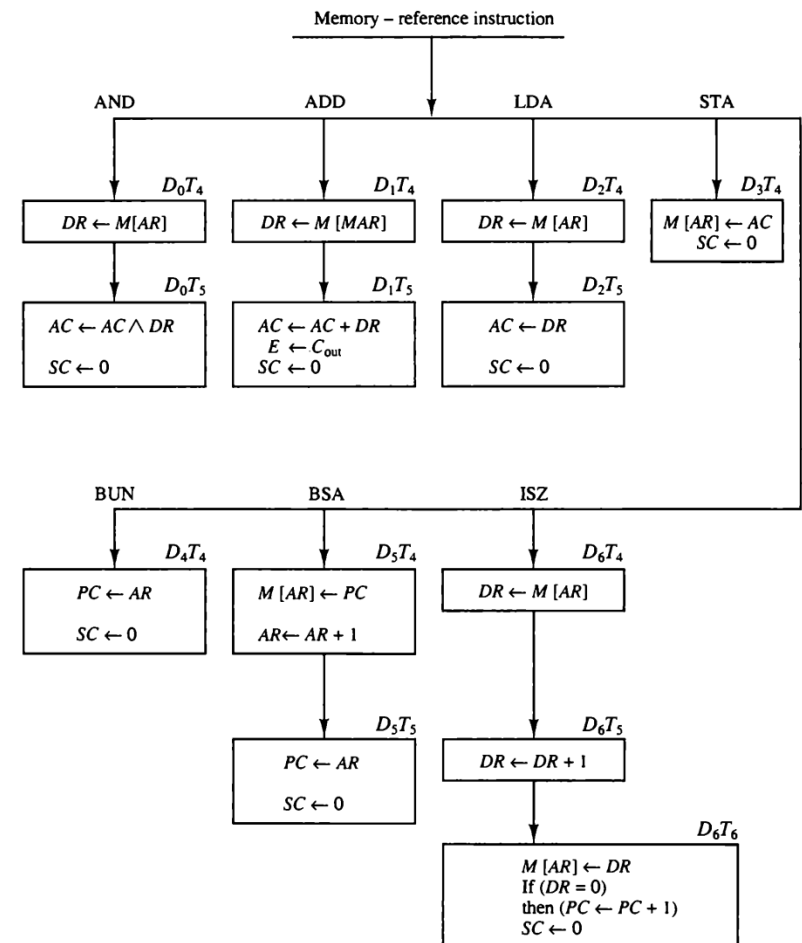 Memory – reference instruction
AND
ADD
LDA
STA
D₀T₄
D₁T₄
D₂T₄
D₃T₄
DR ← M[AR]
DR ← M [MAR]
DR ← M [AR]
M [AR] ← AC
SC ← 0
D₀T₅
D₁T₅
D₂T₅
AC ← AC ∧ DR
SC ← 0
AC ← AC + DR
E ← Cₒᵤₜ
SC ← 0
AC ← DR
SC ← 0
BUN
BSA
ISZ
D₄T₄
D₅T₄
D₆T₄
PC ← AR
SC ← 0
M [AR] ← PC
AR ← AR + 1
DR ← M [AR]
D₅T₅
D₆T₅
PC ← AR
SC ← 0
DR ← DR + 1
D₆T₆
M [AR] ← DR
If (DR = 0)
then (PC ← PC + 1)
SC ← 0